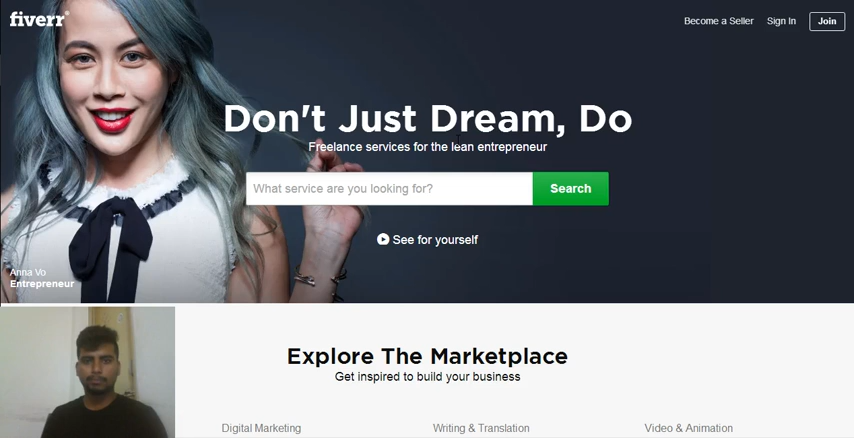 fiverr®
Become a Seller
Sign In
Join
Don't Just Dream, Do
Freelance services for the lean entrepreneur
What service are you looking for?
Search
See for yourself
Anna Vo
Entrepreneur
Explore The Marketplace
Get inspired to build your business
Digital Marketing
Writing & Translation
Video & Animation